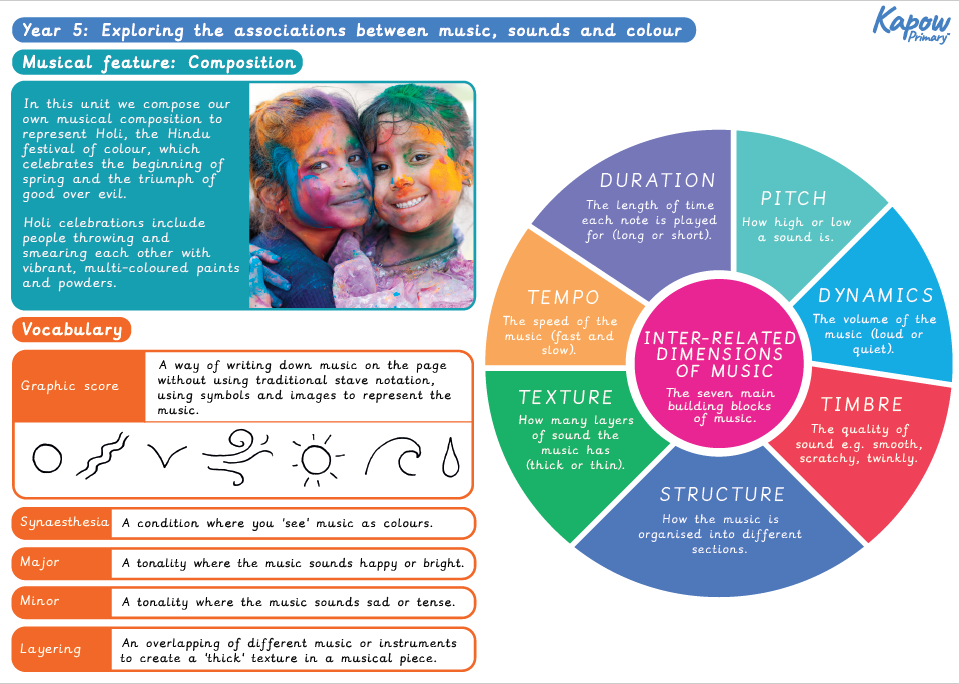 Year 5: Exploring the associations between music, sounds and colour
Kapow
Primary™
Musical feature: Composition
In this unit we compose our
own musical composition to
represent Holi, the Hindu
festival of colour, which
celebrates the beginning of
spring and the triumph of
good over evil.
Holi celebrations include
people throwing and
smearing each other with
vibrant, multi-coloured paints
and powders.
Vocabulary
Graphic score
A way of writing down music on the page
without using traditional stave notation,
using symbols and images to represent the
music.
Synaesthesia
A condition where you 'see' music as colours.
Major
A tonality where the music sounds happy or bright.
Minor
A tonality where the music sounds sad or tense.
Layering
An overlapping of different music or instruments
to create a 'thick' texture in a musical piece.
DURATION
The length of time
each note is played
for (long or short).
PITCH
How high or low
a sound is.
DYNAMICS
The volume of the
music (loud or
quiet).
TIMBRE
The quality of
sound e.g. smooth,
scratchy, twinkly.
STRUCTURE
How the music is
organised into different
sections.
TEXTURE
How many layers
of sound the
music has
(thick or thin).
TEMPO
The speed of the
music (fast and
slow).
INTER-RELATED
DIMENSIONS
OF MUSIC
The seven main
building blocks
of music.